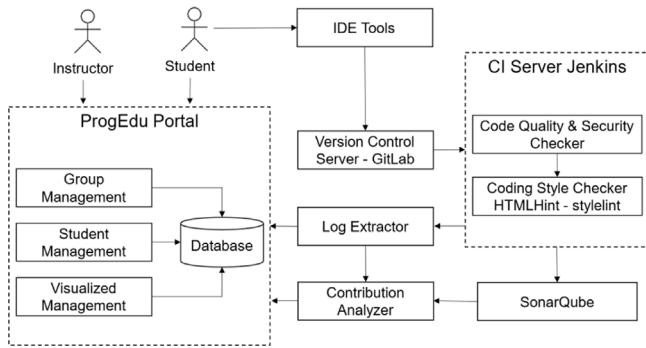 Instructor
Student
IDE Tools
CI Server Jenkins
ProgEdu Portal
Version Control
Server - GitLab
Code Quality & Security
Checker
Coding Style Checker
HTMLHint - stylelint
Group
Management
Student
Management
Visualized
Management
Database
Log Extractor
Contribution
Analyzer
SonarQube